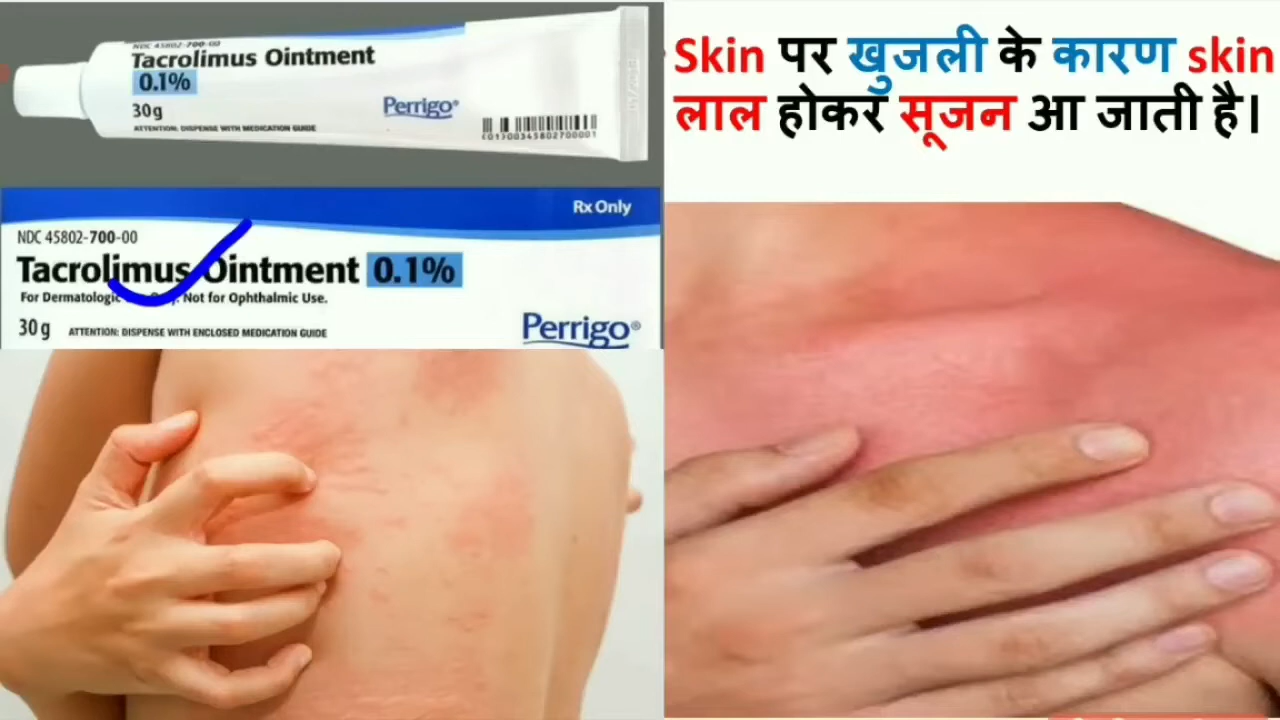 NDC 45802-700-00
Tacrolimus Ointment
0.1%
30g
Perrigo®
ATTENTION: DISPENSE WITH MEDICATION GUIDE
Rx Only
NDC 45802-700-00
Tacrolimus Ointment 0.1%
For Dermatologic Only. Not for Ophthalmic Use.
30g ATTENTION: DISPENSE WITH ENCLOSED MEDICATION GUIDE
Perrigo®
Skin पर खुजली के कारण skin
लाल होकर सूजन आ जाती है।